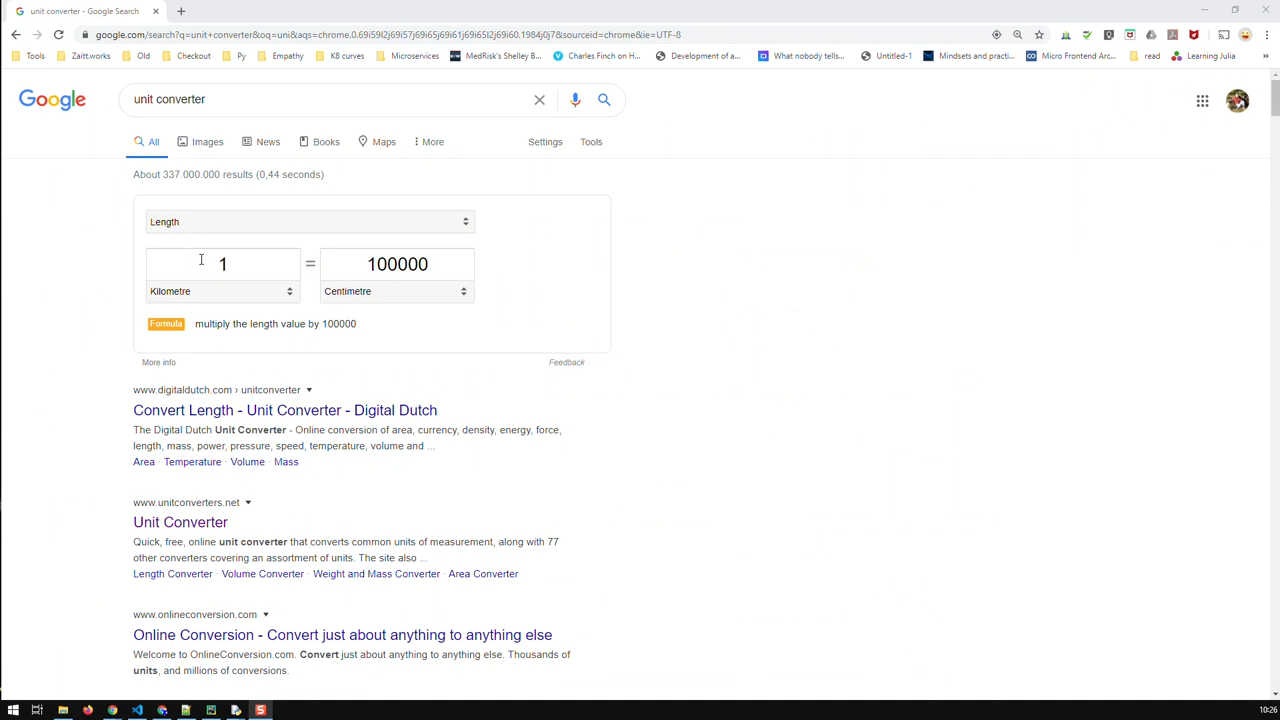 unit converter - Google Search
google.com/search?q=unit+converter&oq=uni&aqs=chrome.0.69i59l2j69i57j69i65j69i61j69i65l2j69i60.1984j0j7&sourceid=chrome&ie=UTF-8
Tools Zaitt.works Old Checkout Py Empathy K8 curves Microservices MedRisk's Shelley B... Charles Finch on H... Development of a... What nobody tells... Untitled-1 Mindsets and practi... Micro Frontend Arc... read Learning Julia »
Google
unit converter
All Images News Books Maps More Settings Tools
About 337.000.000 results (0,44 seconds)
Length
1 = 100000
Kilometre Centimetre
Formula multiply the length value by 100000
More info Feedback
www.digitaldutch.com › unitconverter
Convert Length - Unit Converter - Digital Dutch
The Digital Dutch Unit Converter - Online conversion of area, currency, density, energy, force,
length, mass, power, pressure, speed, temperature, volume and ...
Area · Temperature · Volume · Mass
www.unitconverters.net
Unit Converter
Quick, free, online unit converter that converts common units of measurement, along with 77
other converters covering an assortment of units. The site also ...
Length Converter · Volume Converter · Weight and Mass Converter · Area Converter
www.onlineconversion.com
Online Conversion - Convert just about anything to anything else
Welcome to OnlineConversion.com. Convert just about anything to anything else. Thousands of
units, and millions of conversions.
10:26